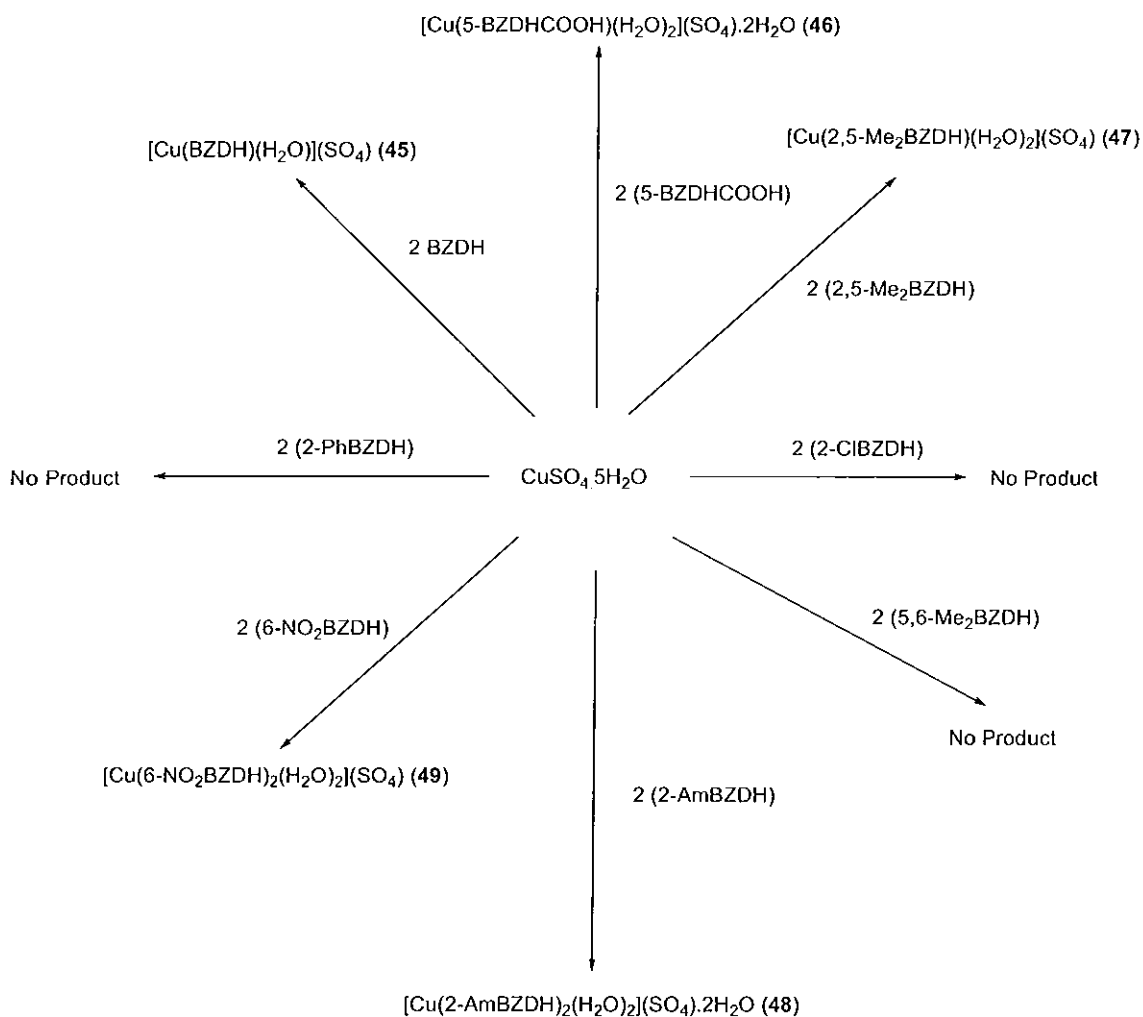 [Cu(5-BZDHCOOH)(H₂O)₂](SO₄).2H₂O (46)
[Cu(BZDH)(H₂O)](SO₄) (45)
[Cu(2,5-Me₂BZDH)(H₂O)₂](SO₄) (47)
2 (5-BZDHCOOH)
2 BZDH
2 (2,5-Me₂BZDH)
2 (2-PhBZDH)
2 (2-ClBZDH)
No Product
CuSO₄.5H₂O
No Product
2 (6-NO₂BZDH)
2 (5,6-Me₂BZDH)
No Product
[Cu(6-NO₂BZDH)₂(H₂O)₂](SO₄) (49)
2 (2-AmBZDH)
[Cu(2-AmBZDH)₂(H₂O)₂](SO₄).2H₂O (48)